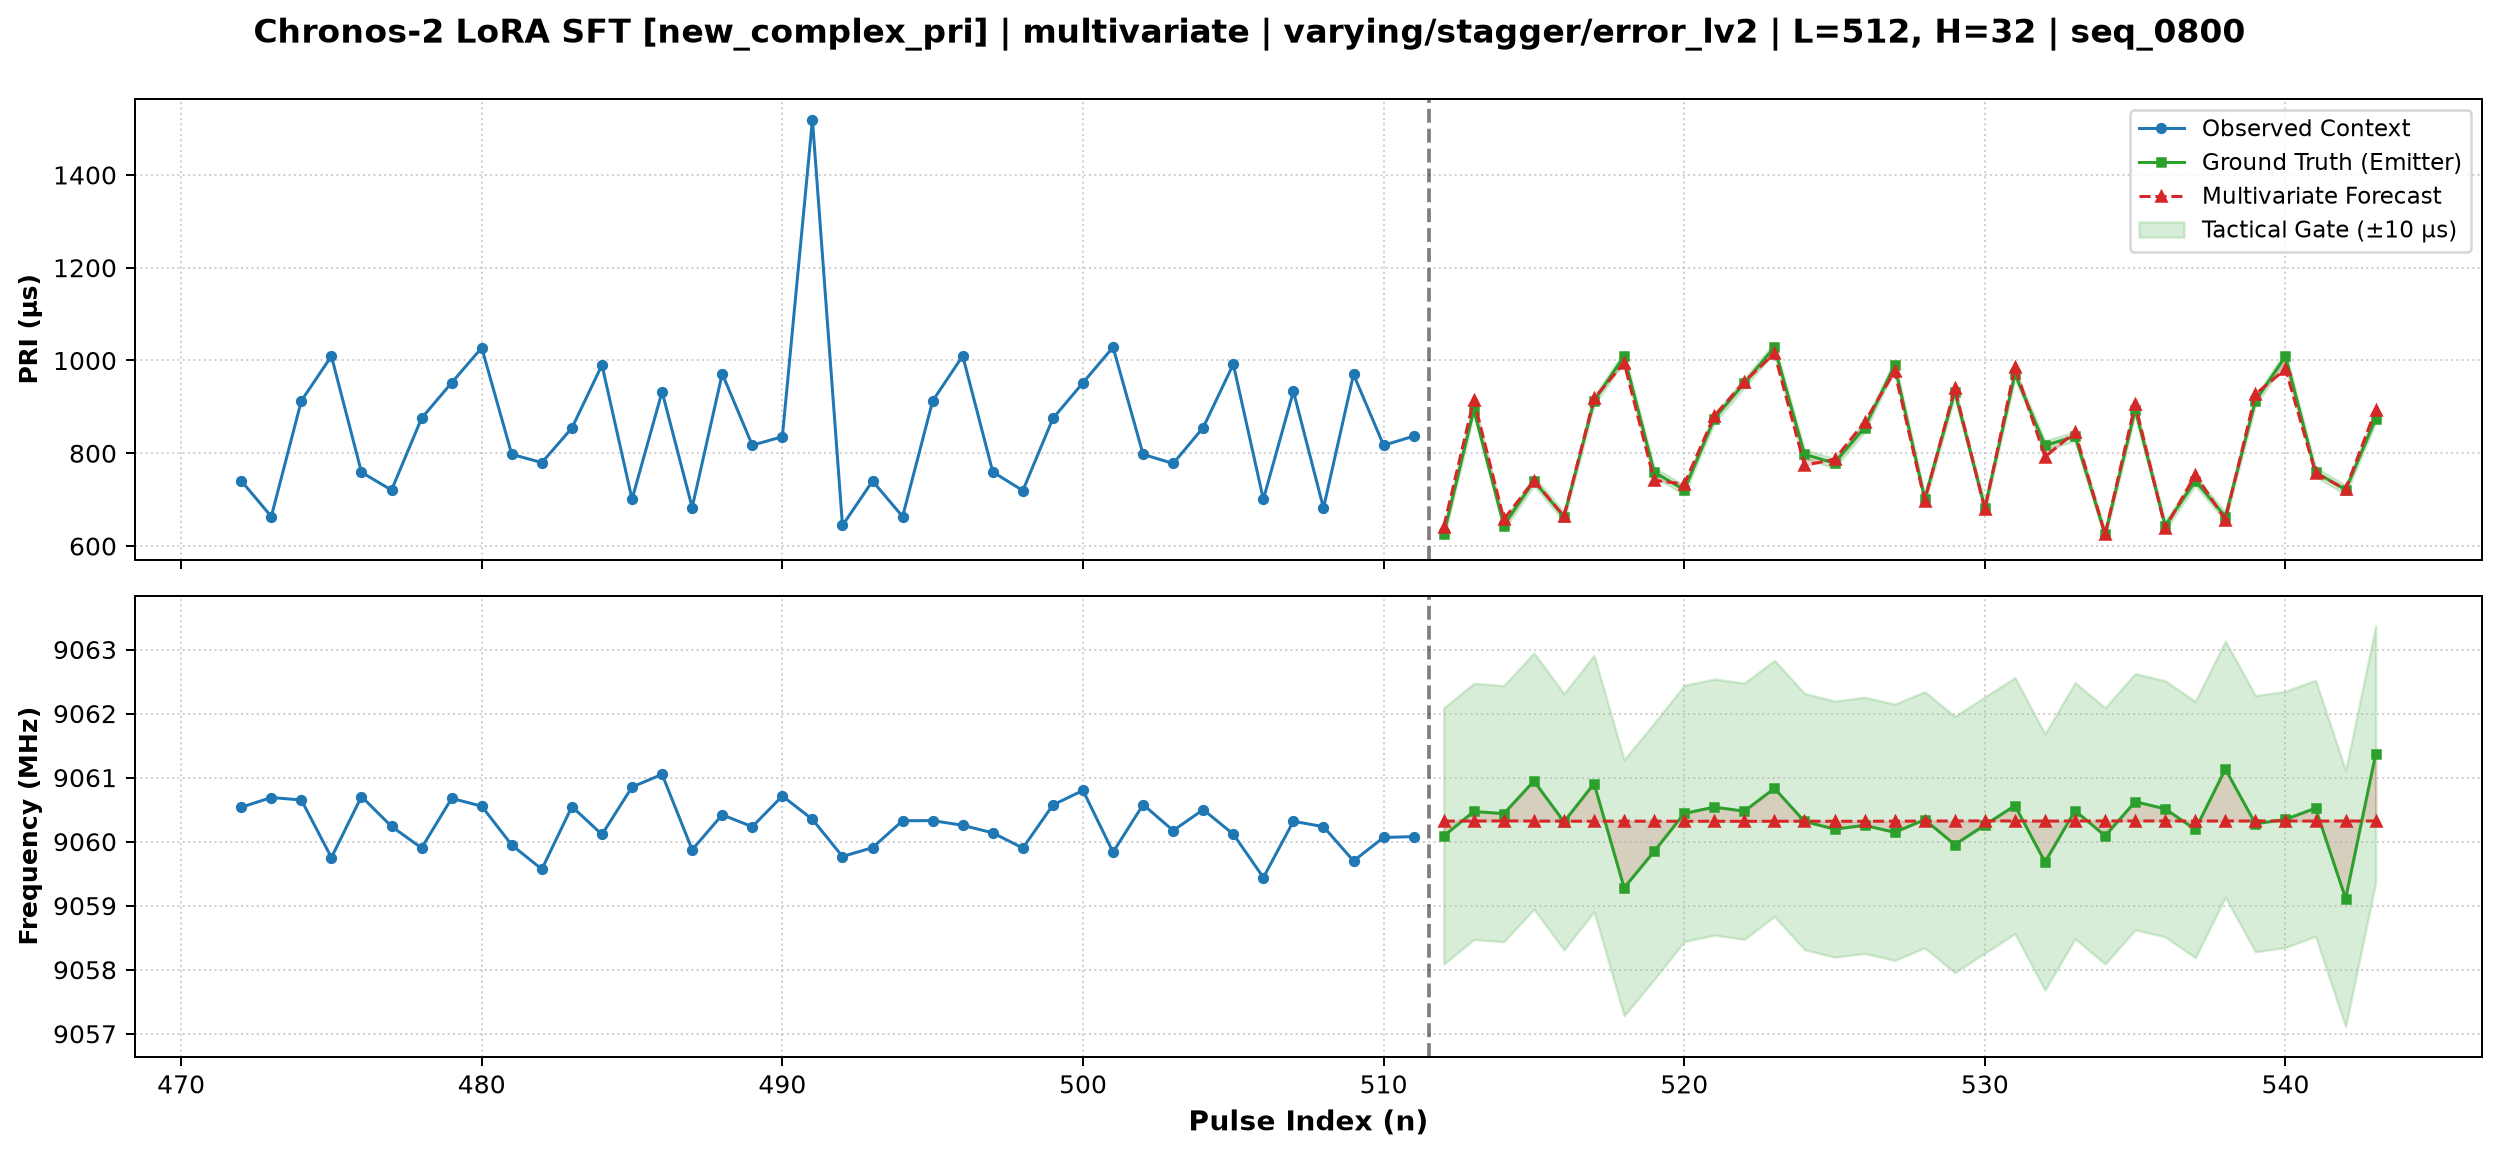 Chronos-2 LoRA SFT [new_complex_pri] | multivariate | varying/stagger/error_lv2 | L=512, H=32 | seq_0800
PRI (µs)
1400
1200
1000
800
600
Observed Context
Ground Truth (Emitter)
Multivariate Forecast
Tactical Gate (±10 µs)
Frequency (MHz)
9063
9062
9061
9060
9059
9058
9057
470 480 490 500 510 520 530 540
Pulse Index (n)